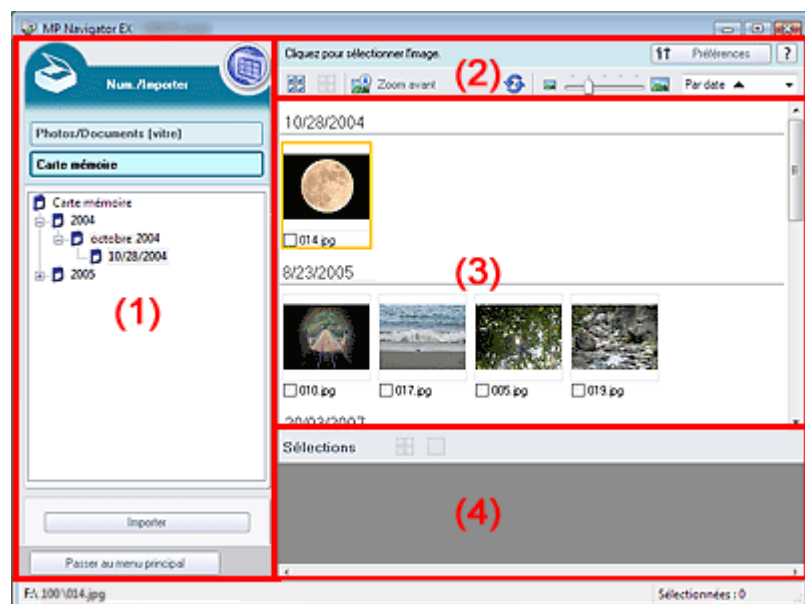 MP Navigator EX
Num./Importer
Photos/Documents (vitre)
Carte mémoire
Carte mémoire
2004
octobre 2004
10/28/2004
2005
(1)
Importer
Passer au menu principal
Cliquez pour sélectionner l'image.
Préférences
?
Zoom avant
(2)
Par date
10/28/2004
014.jpg
8/23/2005
(3)
010.jpg
017.jpg
005.jpg
019.jpg
20/03/2007
Sélections
(4)
F:\ 100 \014.jpg
Sélectionnées : 0